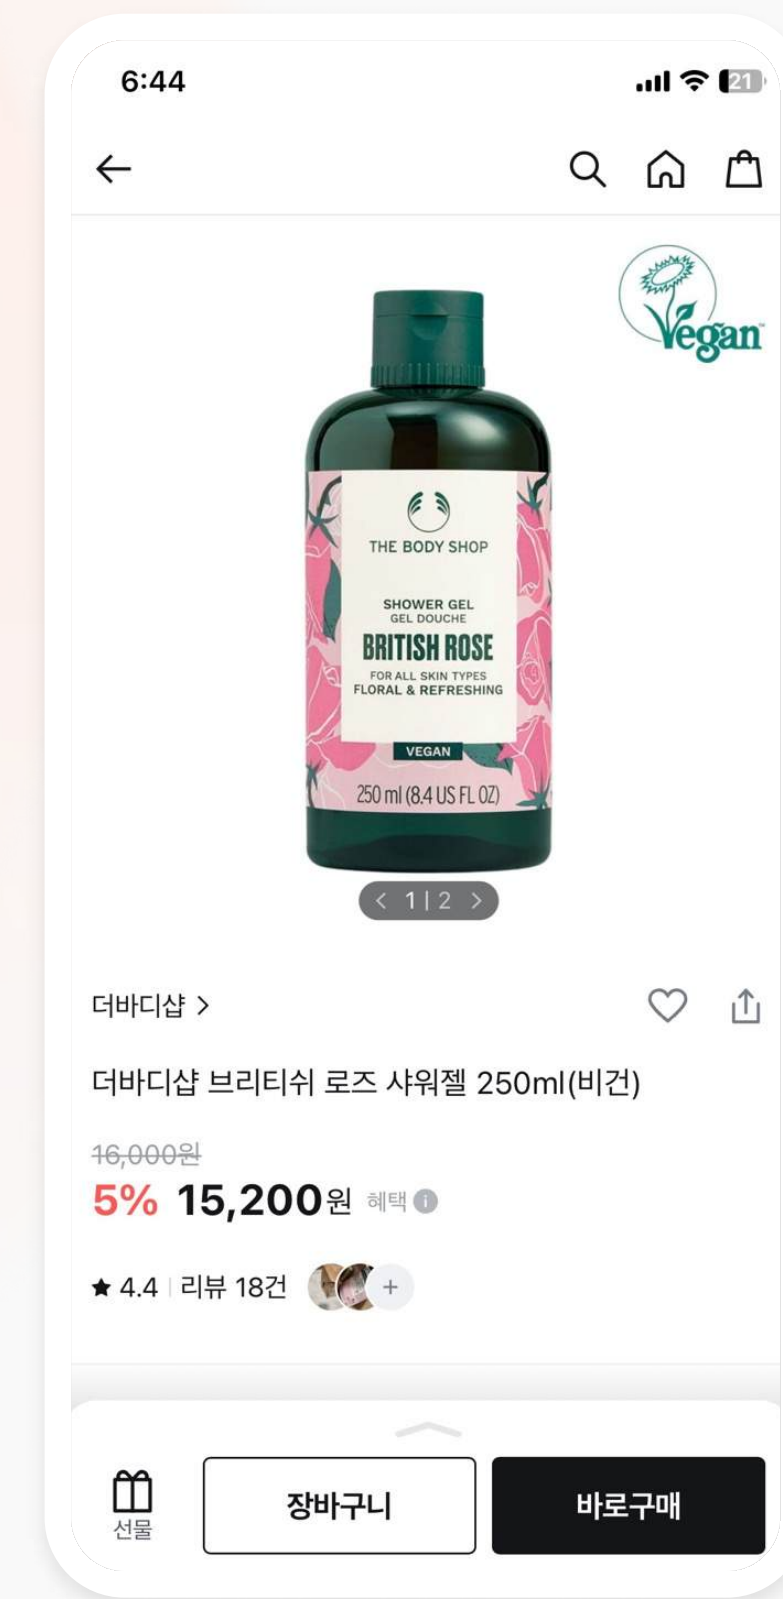 6:44
21
Vegan
THE BODY SHOP
SHOWER GEL
GEL DOUCHE
BRITISH ROSE
FOR ALL SKIN TYPES
FLORAL & REFRESHING
VEGAN
250 ml (8.4 US FL OZ)
< 1 | 2 >
더바디샵 >
더바디샵 브리티쉬 로즈 샤워젤 250ml(비건)
16,000원
5% 15,200원 혜택 i
★ 4.4 | 리뷰 18건 +
선물
장바구니
바로구매